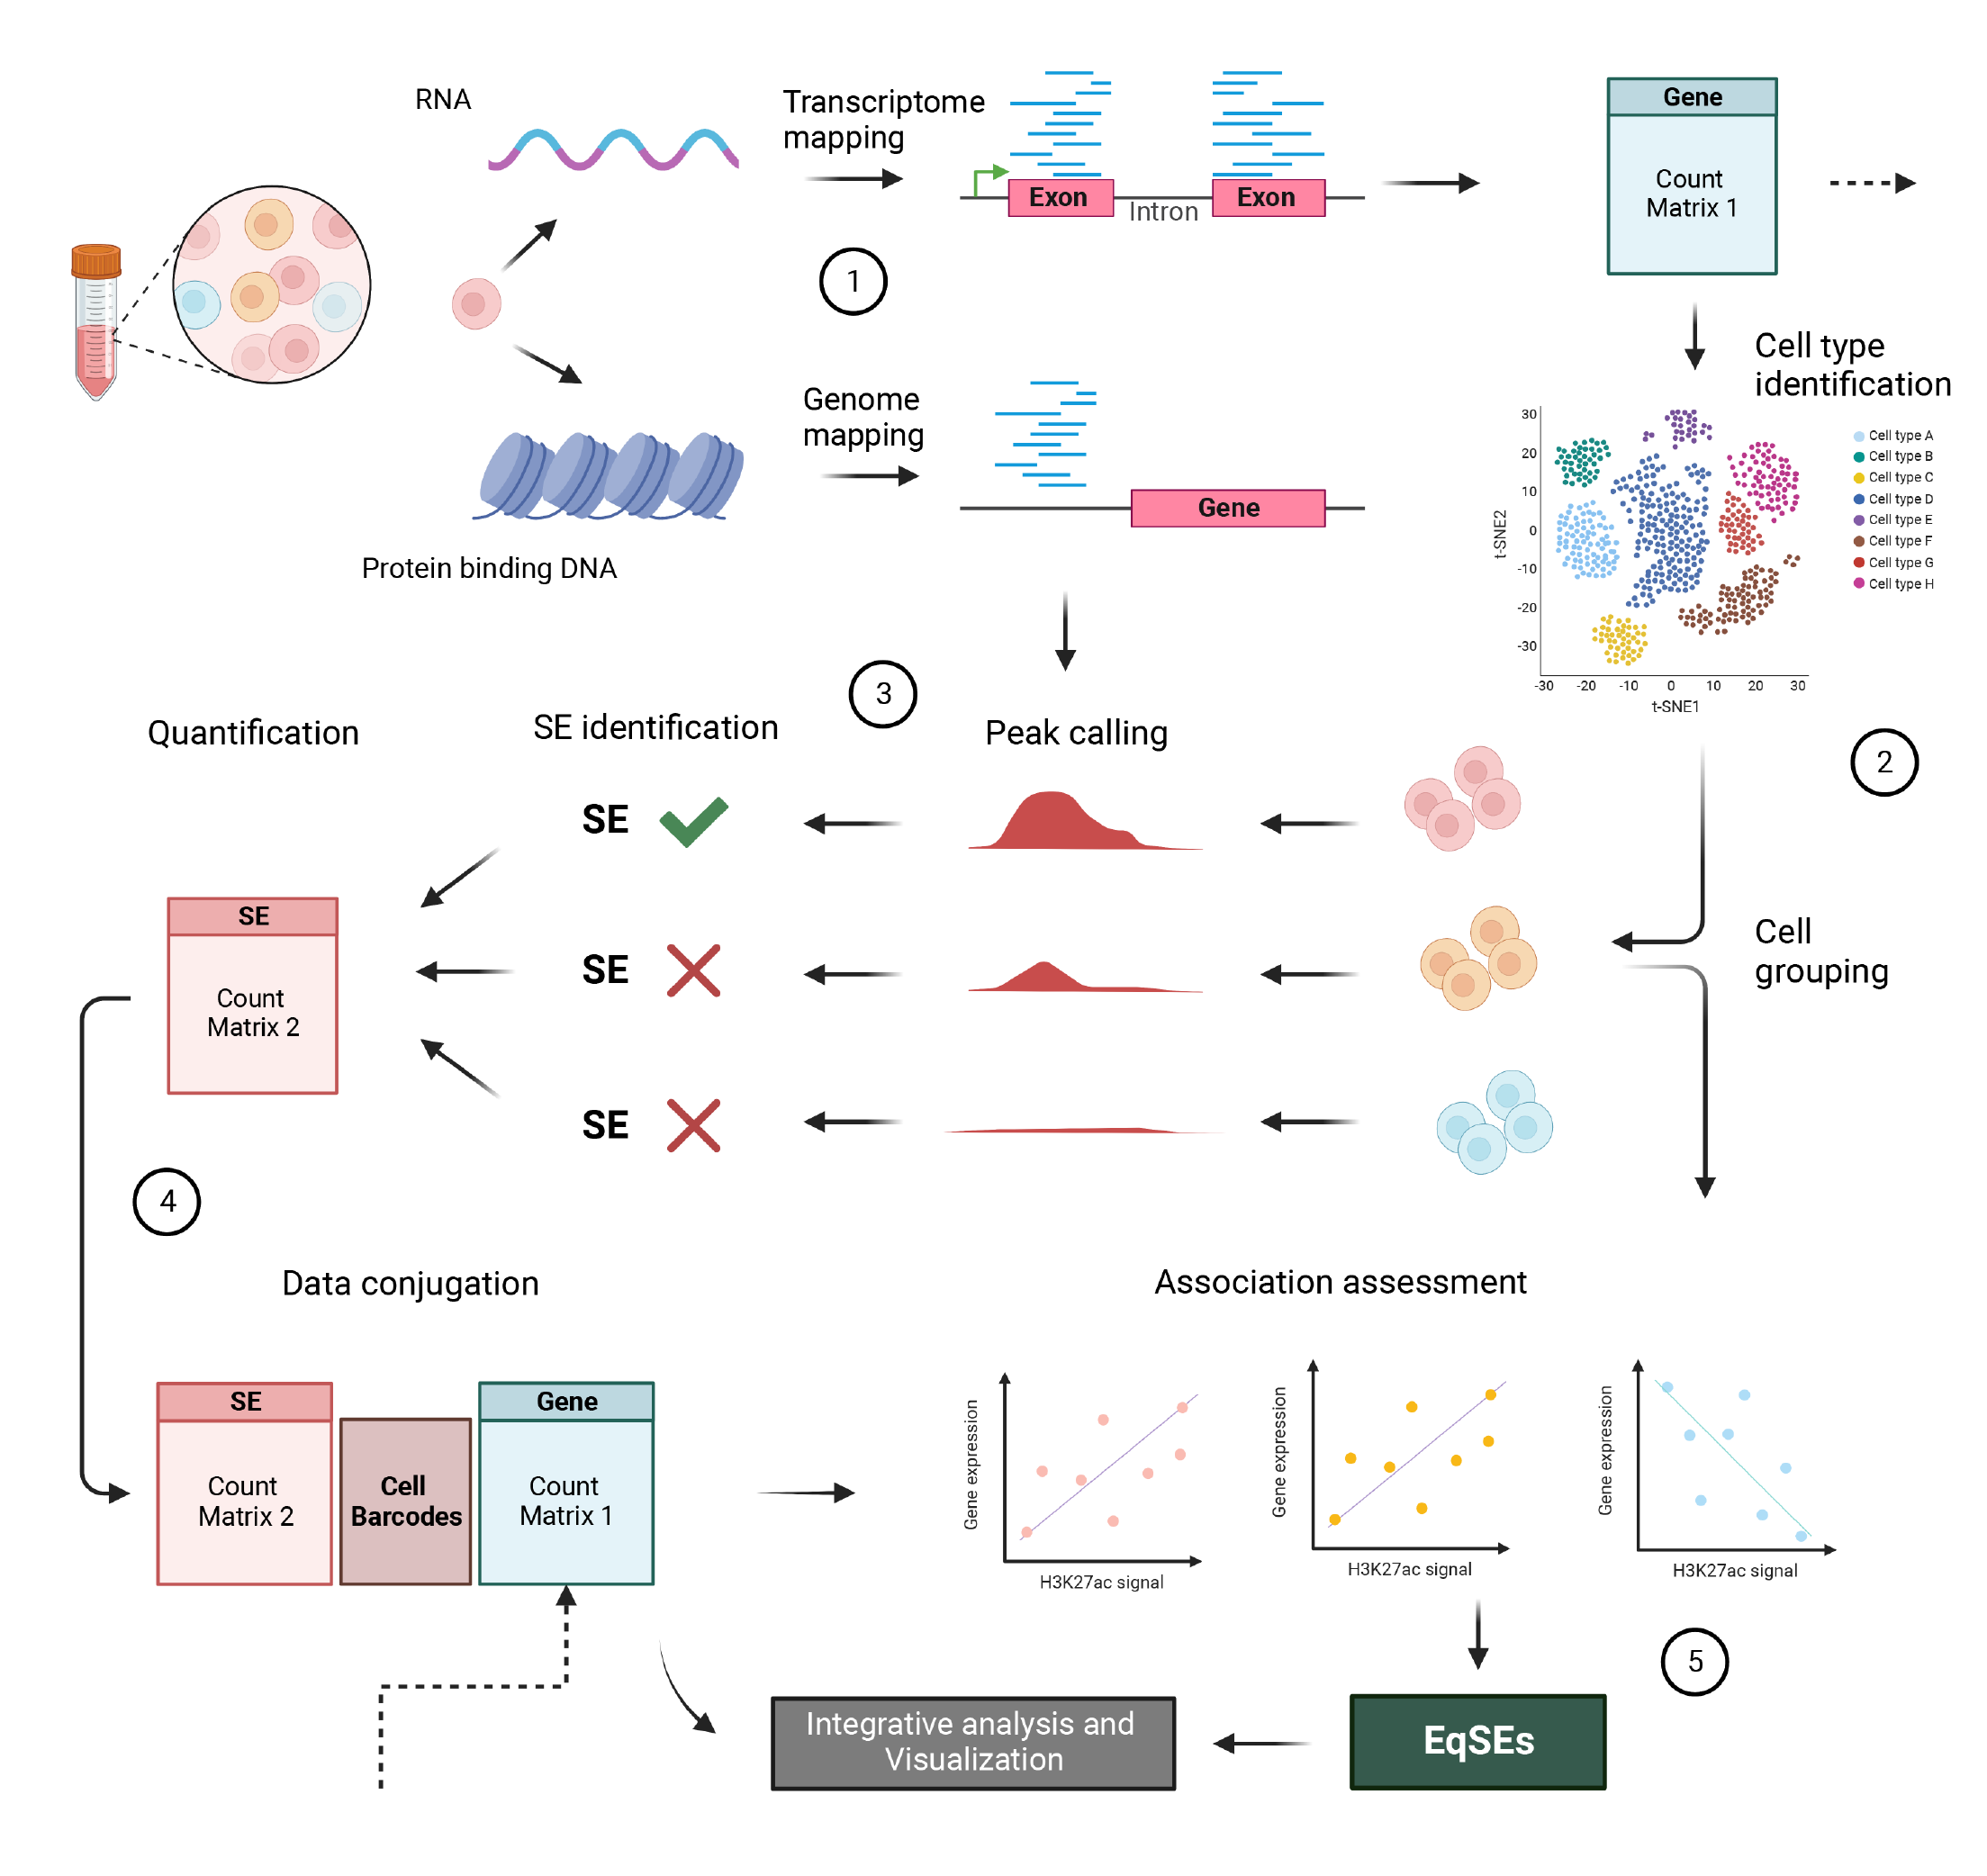 RNA
Transcriptome
mapping
Exon
Intron
Exon
Gene
Count
Matrix 1
1
Cell type
identification
Genome
mapping
Gene
Protein binding DNA
30
20
10
0
-10
-20
-30
t-SNE2
-30
-20
-10
0
10
20
30
t-SNE1
Cell type A
Cell type B
Cell type C
Cell type D
Cell type E
Cell type F
Cell type G
Cell type H
2
3
Quantification
SE identification
Peak calling
SE
SE
SE
SE
Count
Matrix 2
Cell
grouping
4
Data conjugation
Association assessment
SE
Count
Matrix 2
Cell
Barcodes
Gene
Count
Matrix 1
Gene expression
H3K27ac signal
Gene expression
H3K27ac signal
Gene expression
H3K27ac signal
5
Integrative analysis and
Visualization
EqSEs